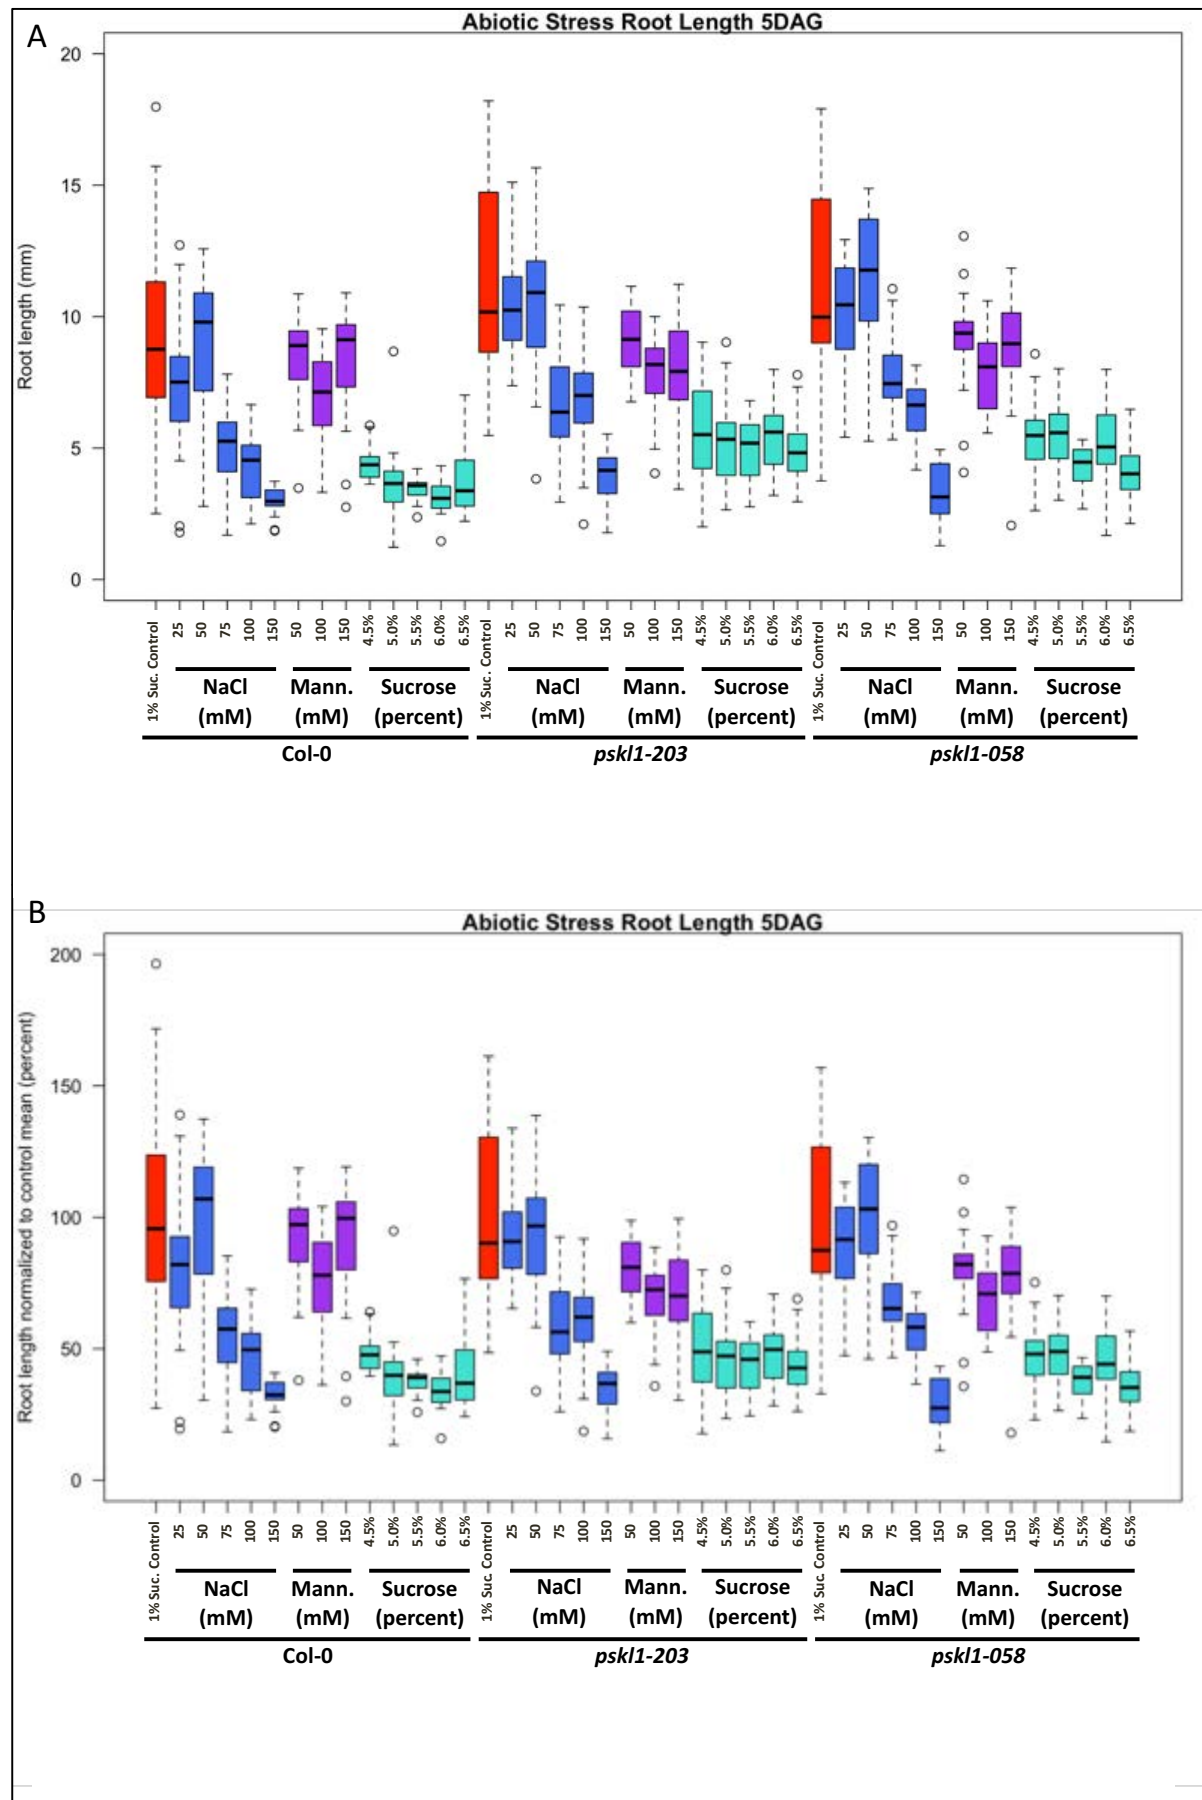 A
Abiotic Stress Root Length 5DAG
Root length (mm)
20
15
10
5
0
1% Suc. Control 25 50 75 100 150 50 100 150 4.5% 5.0% 5.5% 6.0% 6.5% 1% Suc. Control 25 50 75 100 150 50 100 150 4.5% 5.0% 5.5% 6.0% 6.5% 1% Suc. Control 25 50 75 100 150 50 100 150 4.5% 5.0% 5.5% 6.0% 6.5%
NaCl Mann. Sucrose NaCl Mann. Sucrose NaCl Mann. Sucrose
(mM) (mM) (percent) (mM) (mM) (percent) (mM) (mM) (percent)
Col-0 pskl1-203 pskl1-058
B
Abiotic Stress Root Length 5DAG
Root length normalized to control mean (percent)
200
150
100
50
0
1% Suc. Control 25 50 75 100 150 50 100 150 4.5% 5.0% 5.5% 6.0% 6.5% 1% Suc. Control 25 50 75 100 150 50 100 150 4.5% 5.0% 5.5% 6.0% 6.5% 1% Suc. Control 25 50 75 100 150 50 100 150 4.5% 5.0% 5.5% 6.0% 6.5%
NaCl Mann. Sucrose NaCl Mann. Sucrose NaCl Mann. Sucrose
(mM) (mM) (percent) (mM) (mM) (percent) (mM) (mM) (percent)
Col-0 pskl1-203 pskl1-058